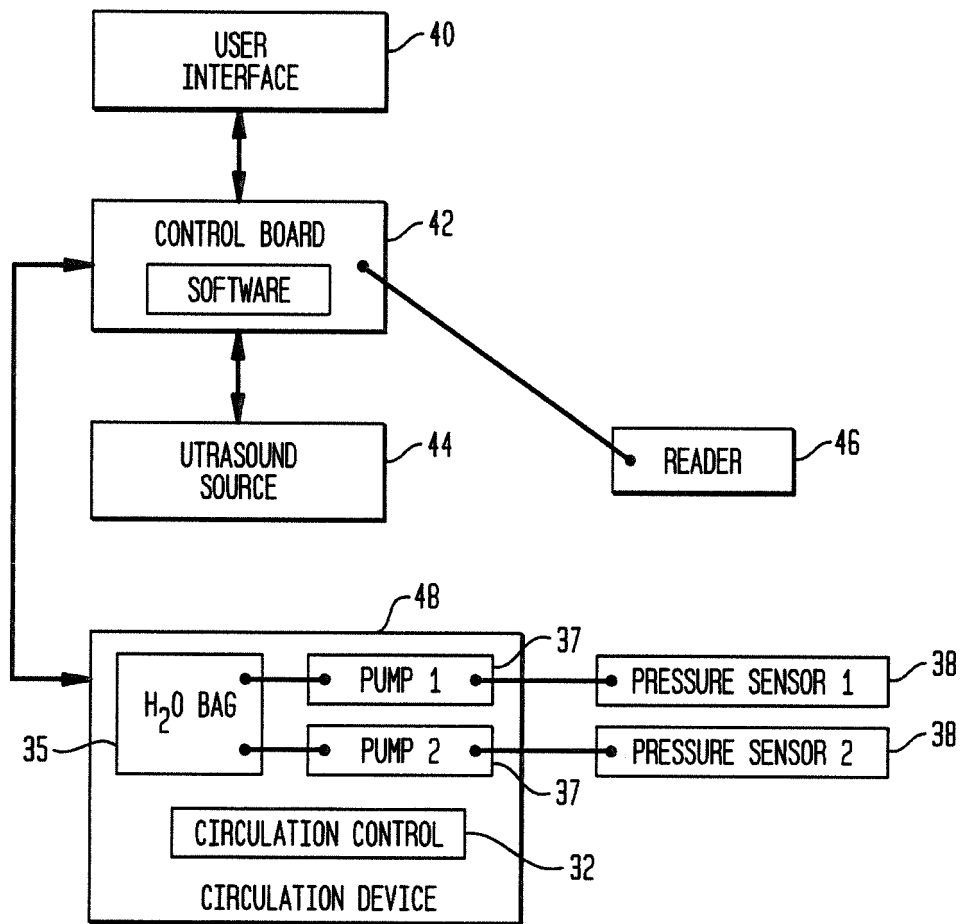 USER
INTERFACE
40
CONTROL BOARD
42
SOFTWARE
UTRASOUND
SOURCE
44
READER
46
48
H2O BAG
35
PUMP 1
37
PRESSURE SENSOR 1
38
PUMP 2
37
PRESSURE SENSOR 2
38
CIRCULATION CONTROL
32
CIRCULATION DEVICE